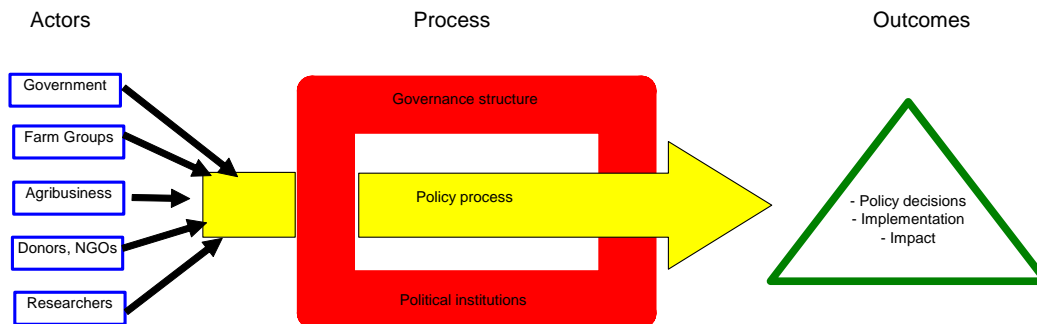 Actors
Process
Outcomes
Government
Farm Groups
Agribusiness
Donors, NGOs
Researchers
Governance structure
Policy process
Political institutions
- Policy decisions
- Implementation
- Impact